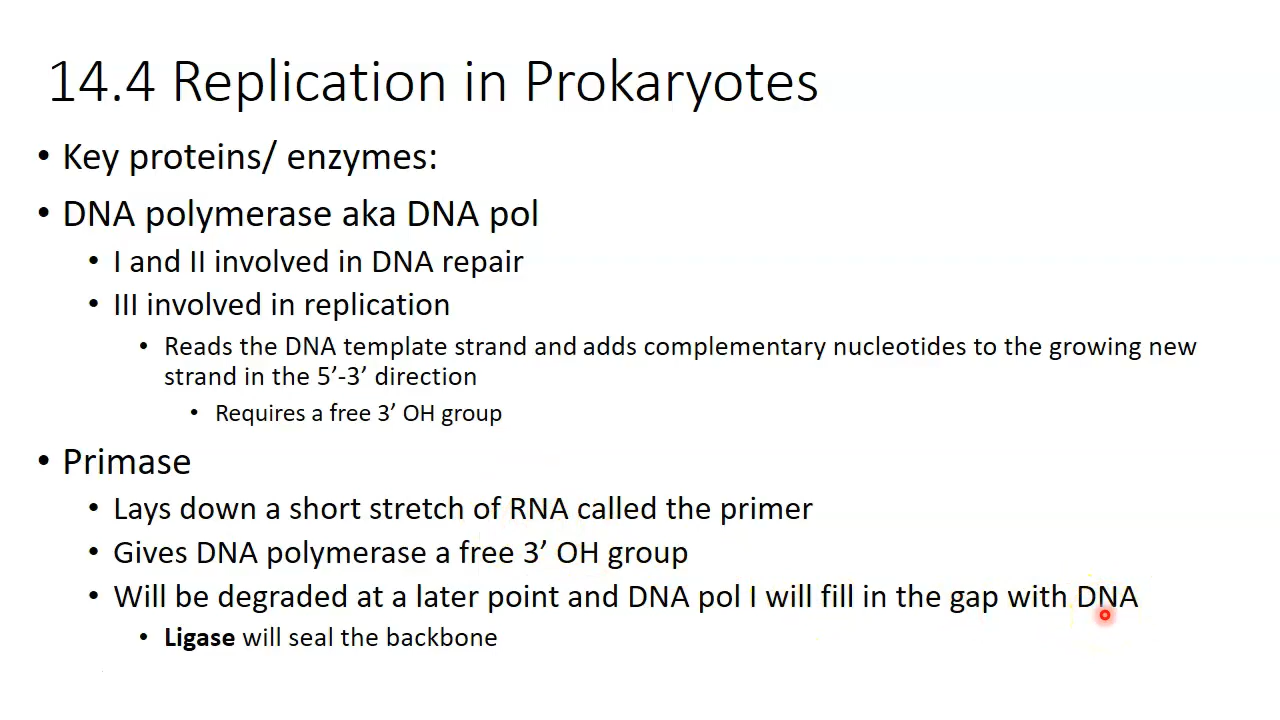 14.4 Replication in Prokaryotes
• Key proteins/ enzymes:
• DNA polymerase aka DNA pol
• I and II involved in DNA repair
• III involved in replication
• Reads the DNA template strand and adds complementary nucleotides to the growing new
strand in the 5’-3’ direction
• Requires a free 3’ OH group
• Primase
• Lays down a short stretch of RNA called the primer
• Gives DNA polymerase a free 3’ OH group
• Will be degraded at a later point and DNA pol I will fill in the gap with DNA
• Ligase will seal the backbone